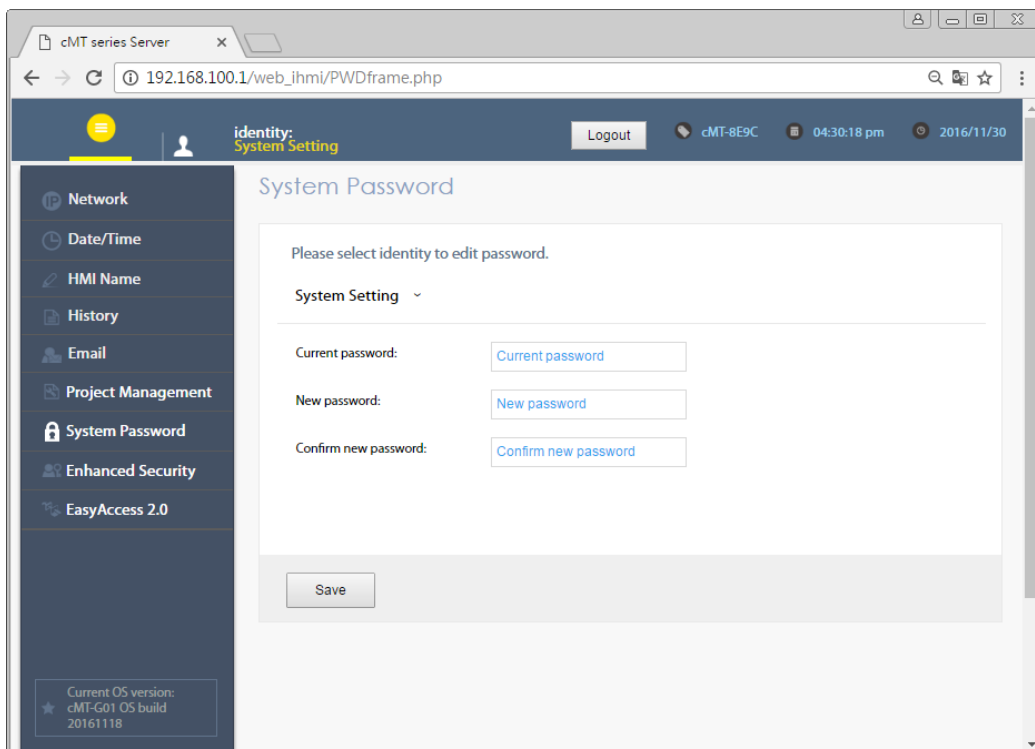 cMT series Server
192.168.100.1/web_ihmi/PWDframe.php
identity:
System Setting
Logout
cMT-8E9C
04:30:18 pm
2016/11/30
IP
Network
Date/Time
HMI Name
History
Email
Project Management
System Password
Enhanced Security
EasyAccess 2.0
Current OS version:
cMT-G01 OS build
20161118
System Password
Please select identity to edit password.
System Setting
Current password:
Current password
New password:
New password
Confirm new password:
Confirm new password
Save